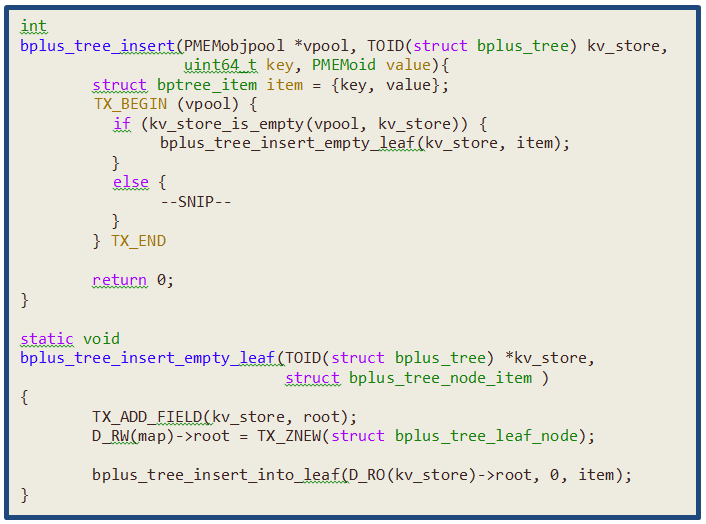 int
bplus_tree_insert(PMEMobjpool *vpool, TOID(struct bplus_tree) kv_store,
                  uint64_t key, PMEMoid value){
        struct bptree_item item = {key, value};
        TX_BEGIN (vpool) {
          if (kv_store_is_empty(vpool, kv_store)) {
               bplus_tree_insert_empty_leaf(kv_store, item);
          }
          else {
               --SNIP--
          }
        } TX_END

        return 0;
}

static void
bplus_tree_insert_empty_leaf(TOID(struct bplus_tree) *kv_store,
                             struct bplus_tree_node_item )
{
        TX_ADD_FIELD(kv_store, root);
        D_RW(map)->root = TX_ZNEW(struct bplus_tree_leaf_node);

        bplus_tree_insert_into_leaf(D_RO(kv_store)->root, 0, item);
}